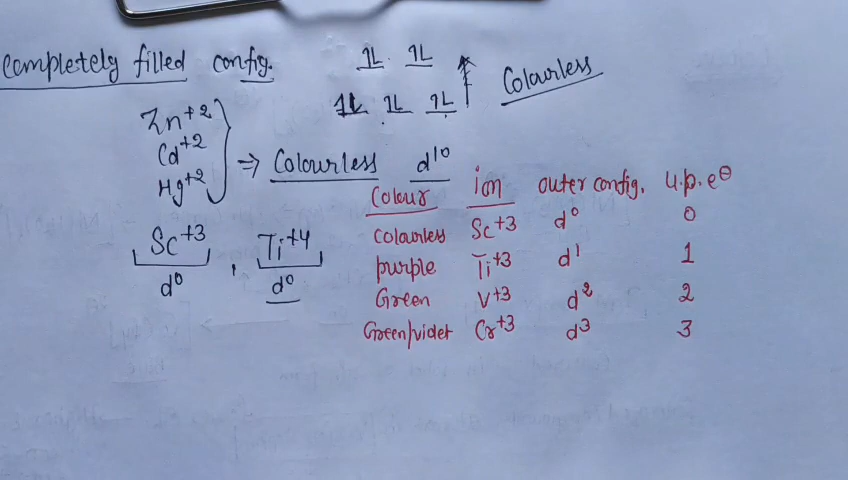 Completely filled config. 1L 1L
1L 1L 1L Colourless
Zn+2
Cd+2
Hg+2
⇒ Colourless d10
Sc+3 , Ti+4
d0 d0
Colour ion outer config. u.p.e⊖
Colourless Sc+3 d0 0
purple Ti+3 d1 1
Green V+3 d2 2
Green/violet Cr+3 d3 3